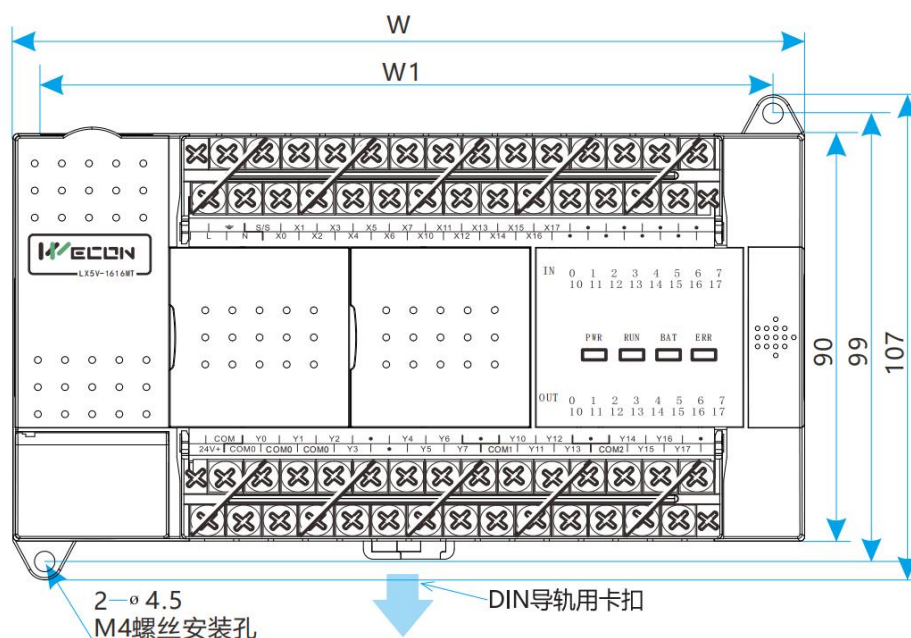 W
W1
L N X0 X2 X4 X6 X10 X12 X14 X16
S/S X1 X3 X5 X7 X11 X13 X15 X17
WECON
LX5V-1616MT
IN 0 1 2 3 4 5 6 7
10 11 12 13 14 15 16 17
PWR RUN BAT ERR
OUT 0 1 2 3 4 5 6 7
10 11 12 13 14 15 16 17
90
99
107
COM Y0 Y1 Y2 Y4 Y6 Y10 Y12 Y14 Y16
24V+ COM0 COM0 COM0 Y3 Y5 Y7 COM1 Y11 Y13 COM2 Y15 Y17
2—ø 4.5
M4螺丝安装孔
DIN导轨用卡扣